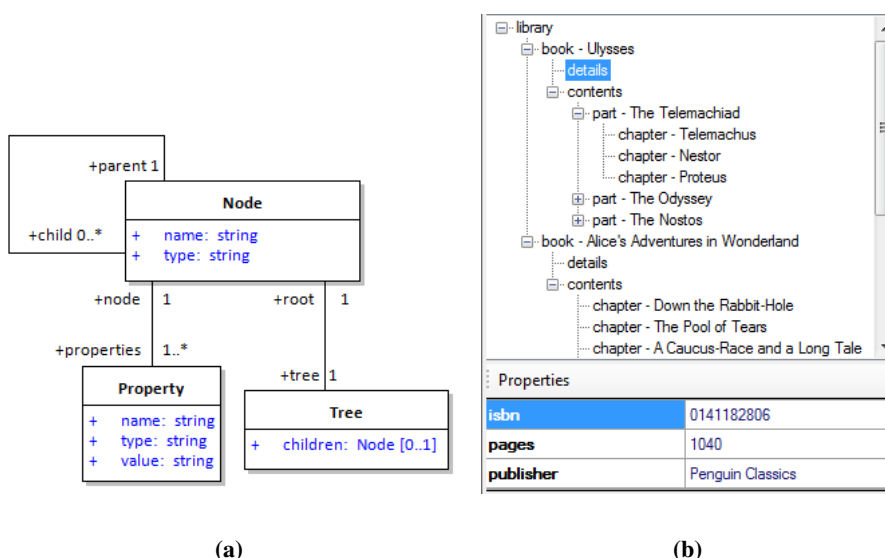 +parent 1
Node
+child 0..*
+ name: string
+ type: string
+node 1
+root 1
+properties 1..*
Property
+ name: string
+ type: string
+ value: string
+tree 1
Tree
+ children: Node [0..1]
(a)
library
book - Ulysses
details
contents
part - The Telemachiad
chapter - Telemachus
chapter - Nestor
chapter - Proteus
part - The Odyssey
part - The Nostos
book - Alice's Adventures in Wonderland
details
contents
chapter - Down the Rabbit-Hole
chapter - The Pool of Tears
chapter - A Caucus-Race and a Long Tale
Properties
isbn 0141182806
pages 1040
publisher Penguin Classics
(b)